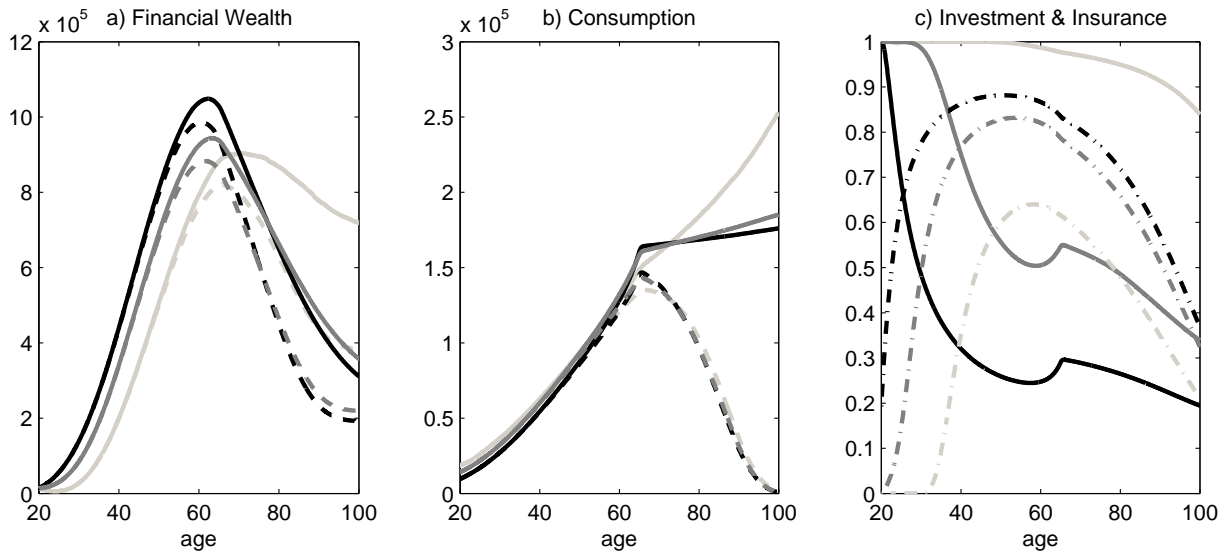 a) Financial Wealth
x 10^5
12
10
8
6
4
2
0
20 40 60 80 100
age
b) Consumption
x 10^5
3
2.5
2
1.5
1
0.5
0
20 40 60 80 100
age
c) Investment & Insurance
1
0.9
0.8
0.7
0.6
0.5
0.4
0.3
0.2
0.1
0
20 40 60 80 100
age